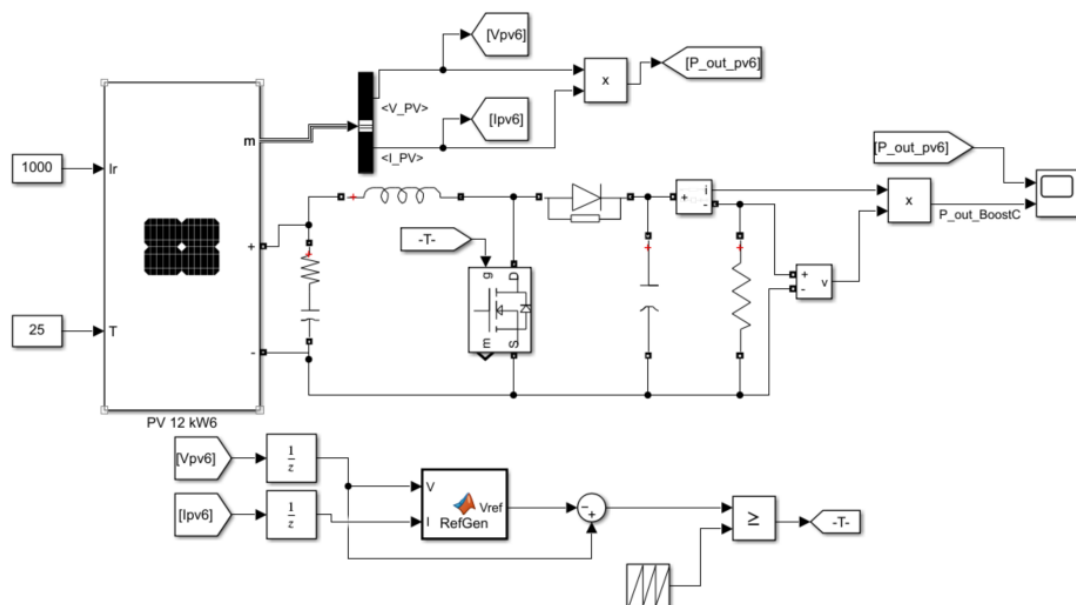 [Vpv6]
x
[P_out_pv6]
<V_PV>
[Ipv6]
<I_PV>
m
1000
Ir
[P_out_pv6]
i
+
-
x
P_out_BoostC
-T-
+
g
D
+
v
-
25
T
m
S
-
PV 12 kW6
[Vpv6]
1
z
V
Vref
I
RefGen
-
+
≥
-T-
[Ipv6]
1
z